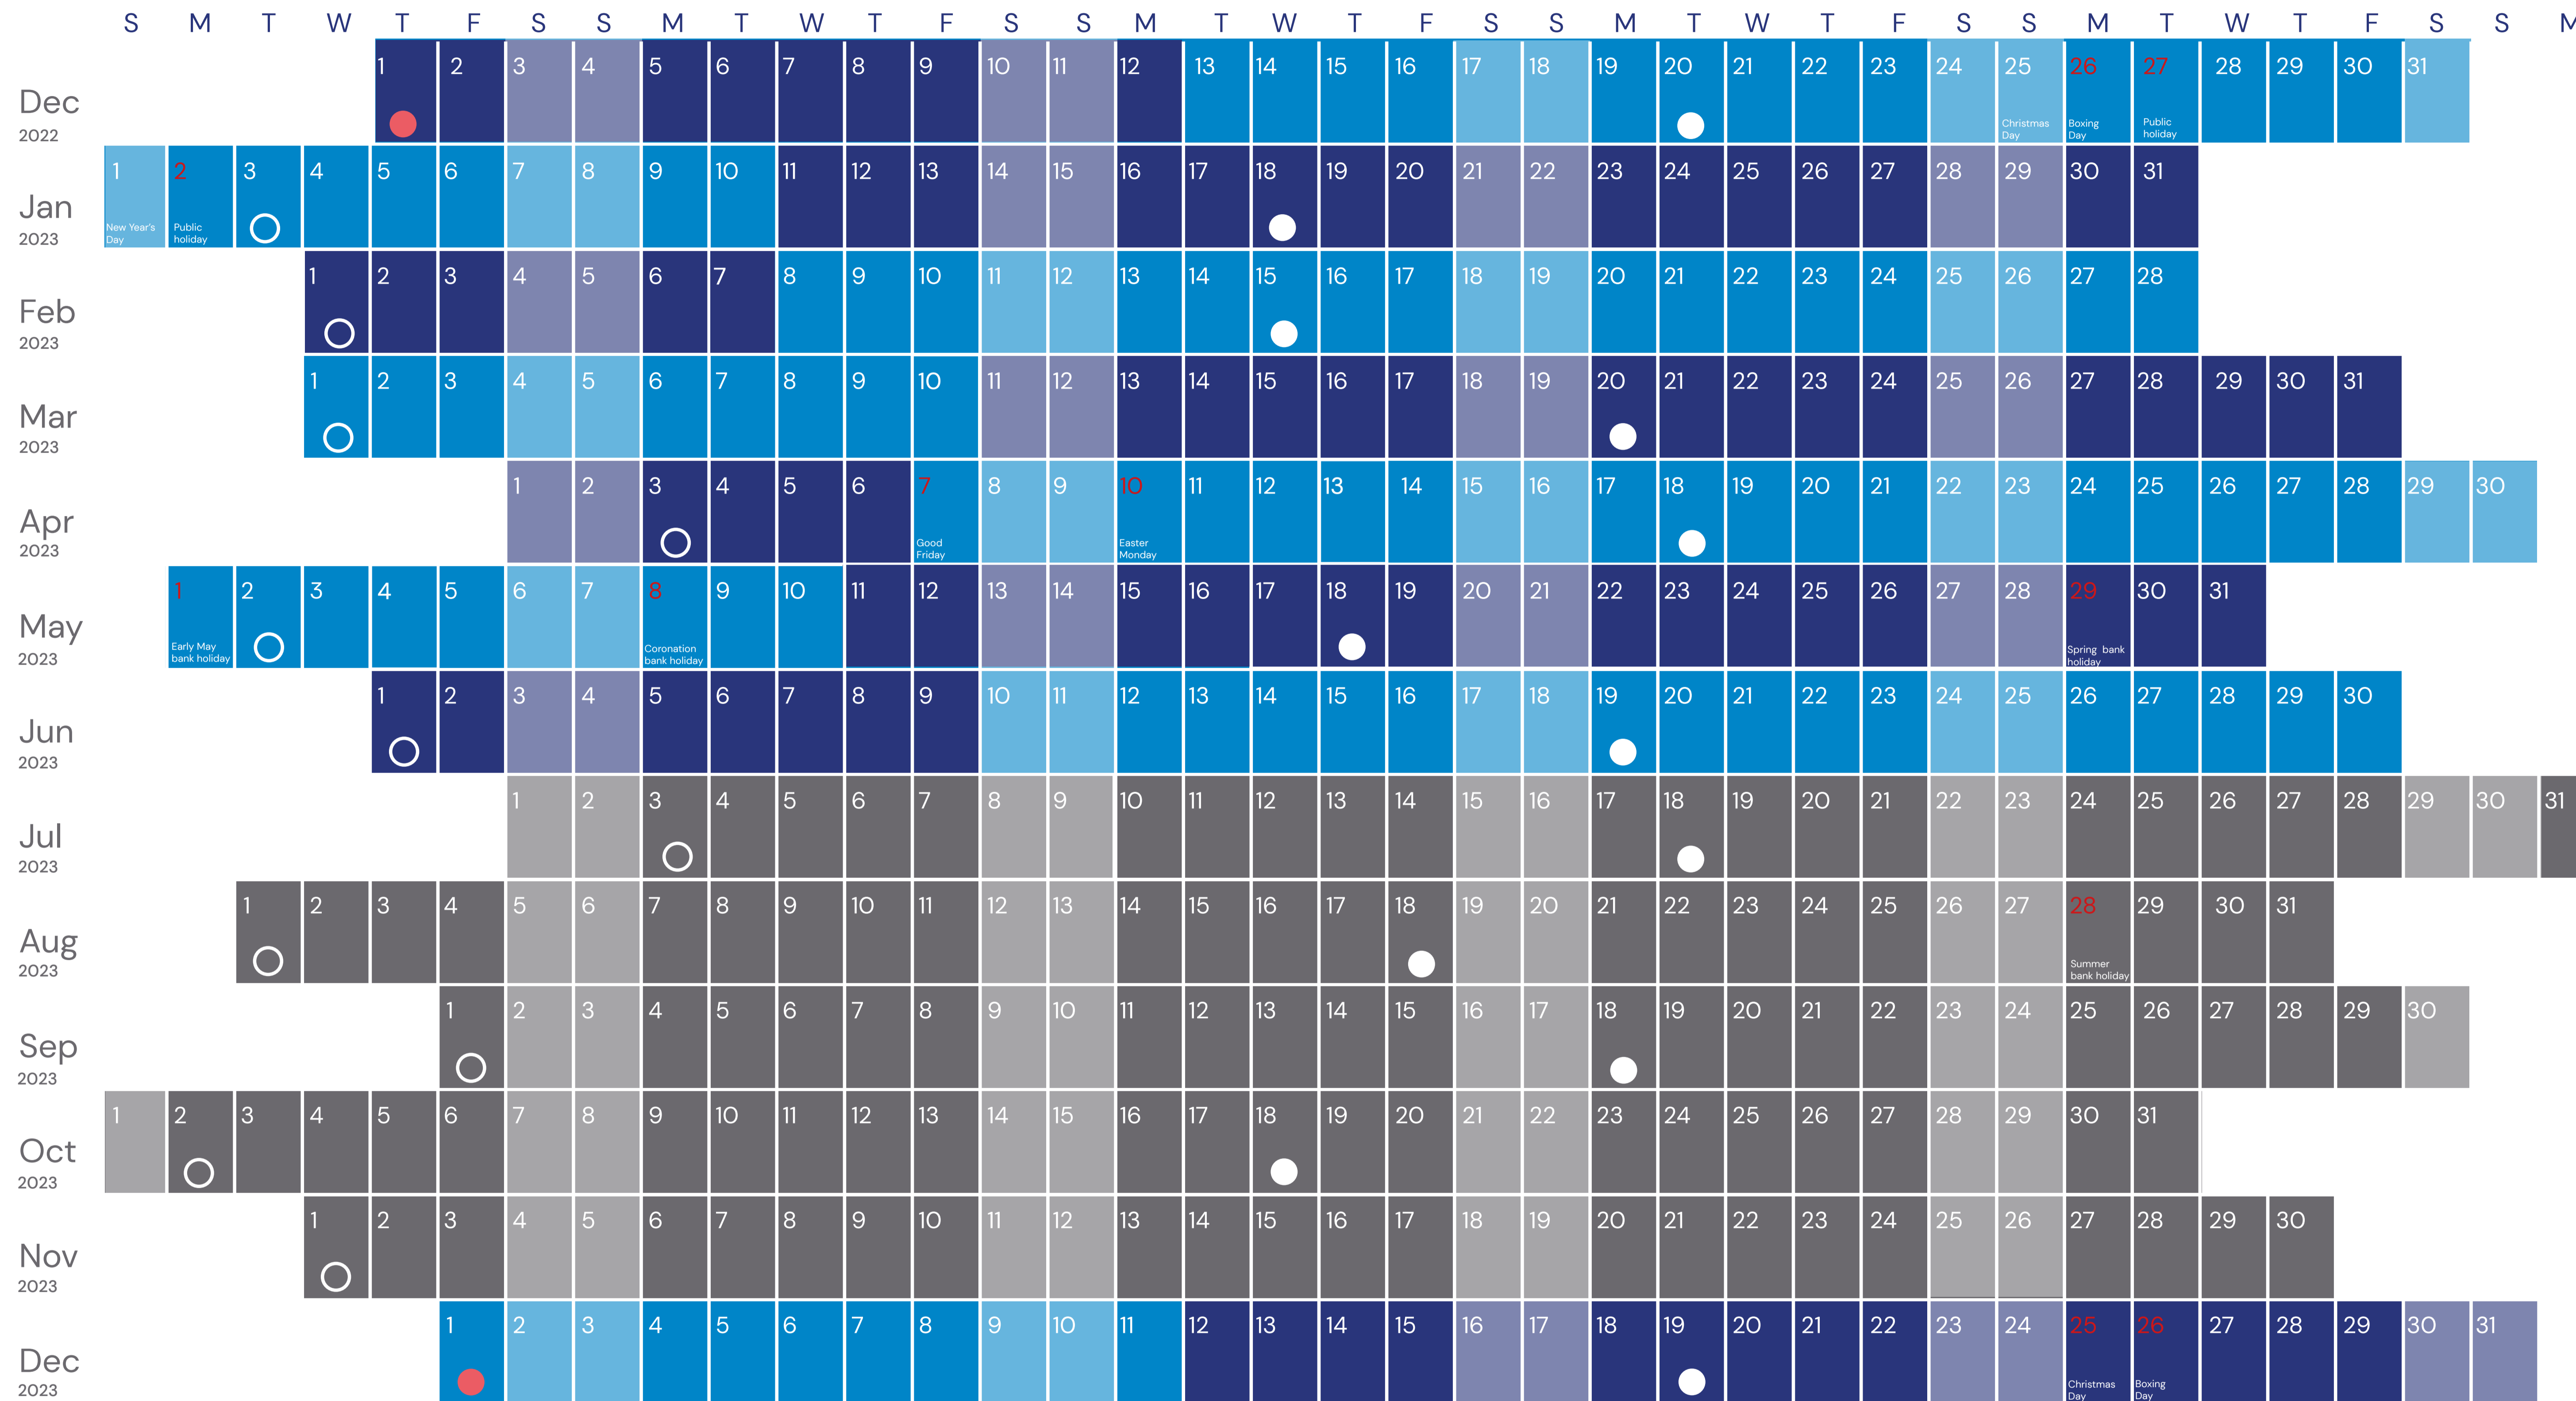 S M T W T F S S M T W T F S S M T W T F S S M T W T F S S M T W T F S S M
Dec
2022
1 2 3 4 5 6 7 8 9 10 11 12 13 14 15 16 17 18 19 20 21 22 23 24 25 26 27 28 29 30 31
Christmas Day
Boxing Day
Public holiday
Jan
2023
1 2 3 4 5 6 7 8 9 10 11 12 13 14 15 16 17 18 19 20 21 22 23 24 25 26 27 28 29 30 31
New Year's Day
Public holiday
Feb
2023
1 2 3 4 5 6 7 8 9 10 11 12 13 14 15 16 17 18 19 20 21 22 23 24 25 26 27 28
Mar
2023
1 2 3 4 5 6 7 8 9 10 11 12 13 14 15 16 17 18 19 20 21 22 23 24 25 26 27 28 29 30 31
Apr
2023
1 2 3 4 5 6 7 8 9 10 11 12 13 14 15 16 17 18 19 20 21 22 23 24 25 26 27 28 29 30
Good Friday
Easter Monday
May
2023
1 2 3 4 5 6 7 8 9 10 11 12 13 14 15 16 17 18 19 20 21 22 23 24 25 26 27 28 29 30 31
Early May bank holiday
Coronation bank holiday
Spring bank holiday
Jun
2023
1 2 3 4 5 6 7 8 9 10 11 12 13 14 15 16 17 18 19 20 21 22 23 24 25 26 27 28 29 30
Jul
2023
1 2 3 4 5 6 7 8 9 10 11 12 13 14 15 16 17 18 19 20 21 22 23 24 25 26 27 28 29 30 31
Aug
2023
1 2 3 4 5 6 7 8 9 10 11 12 13 14 15 16 17 18 19 20 21 22 23 24 25 26 27 28 29 30 31
Summer bank holiday
Sep
2023
1 2 3 4 5 6 7 8 9 10 11 12 13 14 15 16 17 18 19 20 21 22 23 24 25 26 27 28 29 30
Oct
2023
1 2 3 4 5 6 7 8 9 10 11 12 13 14 15 16 17 18 19 20 21 22 23 24 25 26 27 28 29 30 31
Nov
2023
1 2 3 4 5 6 7 8 9 10 11 12 13 14 15 16 17 18 19 20 21 22 23 24 25 26 27 28 29 30
Dec
2023
1 2 3 4 5 6 7 8 9 10 11 12 13 14 15 16 17 18 19 20 21 22 23 24 25 26 27 28 29 30 31
Christmas Day
Boxing Day